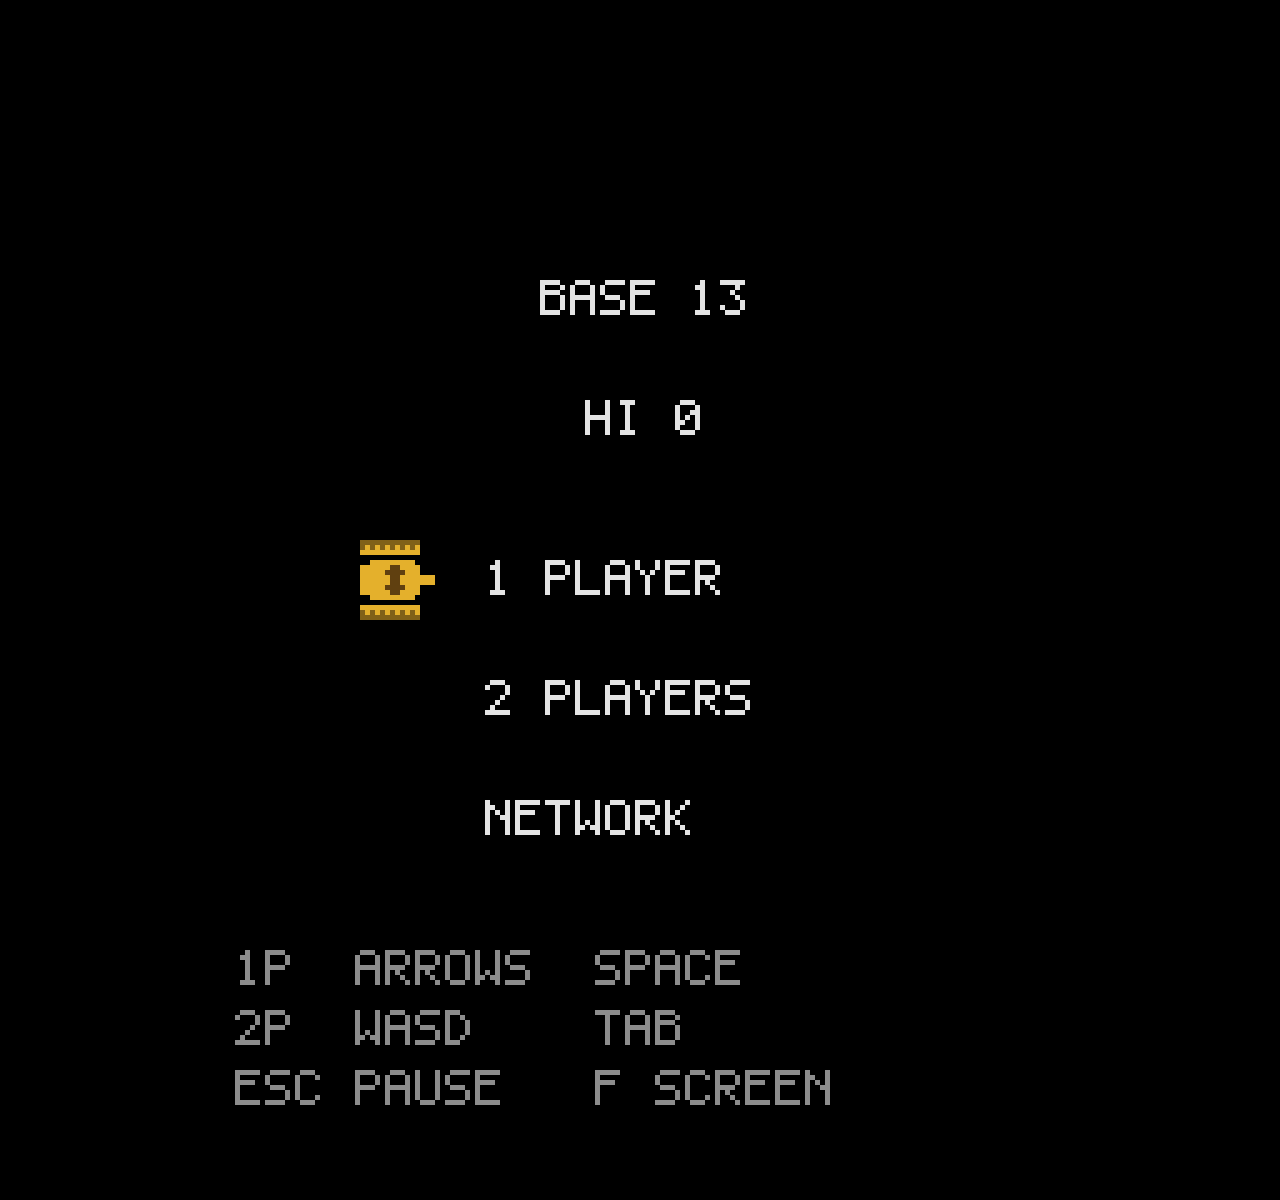 BASE 13
HI 0
1 PLAYER
2 PLAYERS
NETWORK
1P ARROWS SPACE
2P WASD TAB
ESC PAUSE F SCREEN